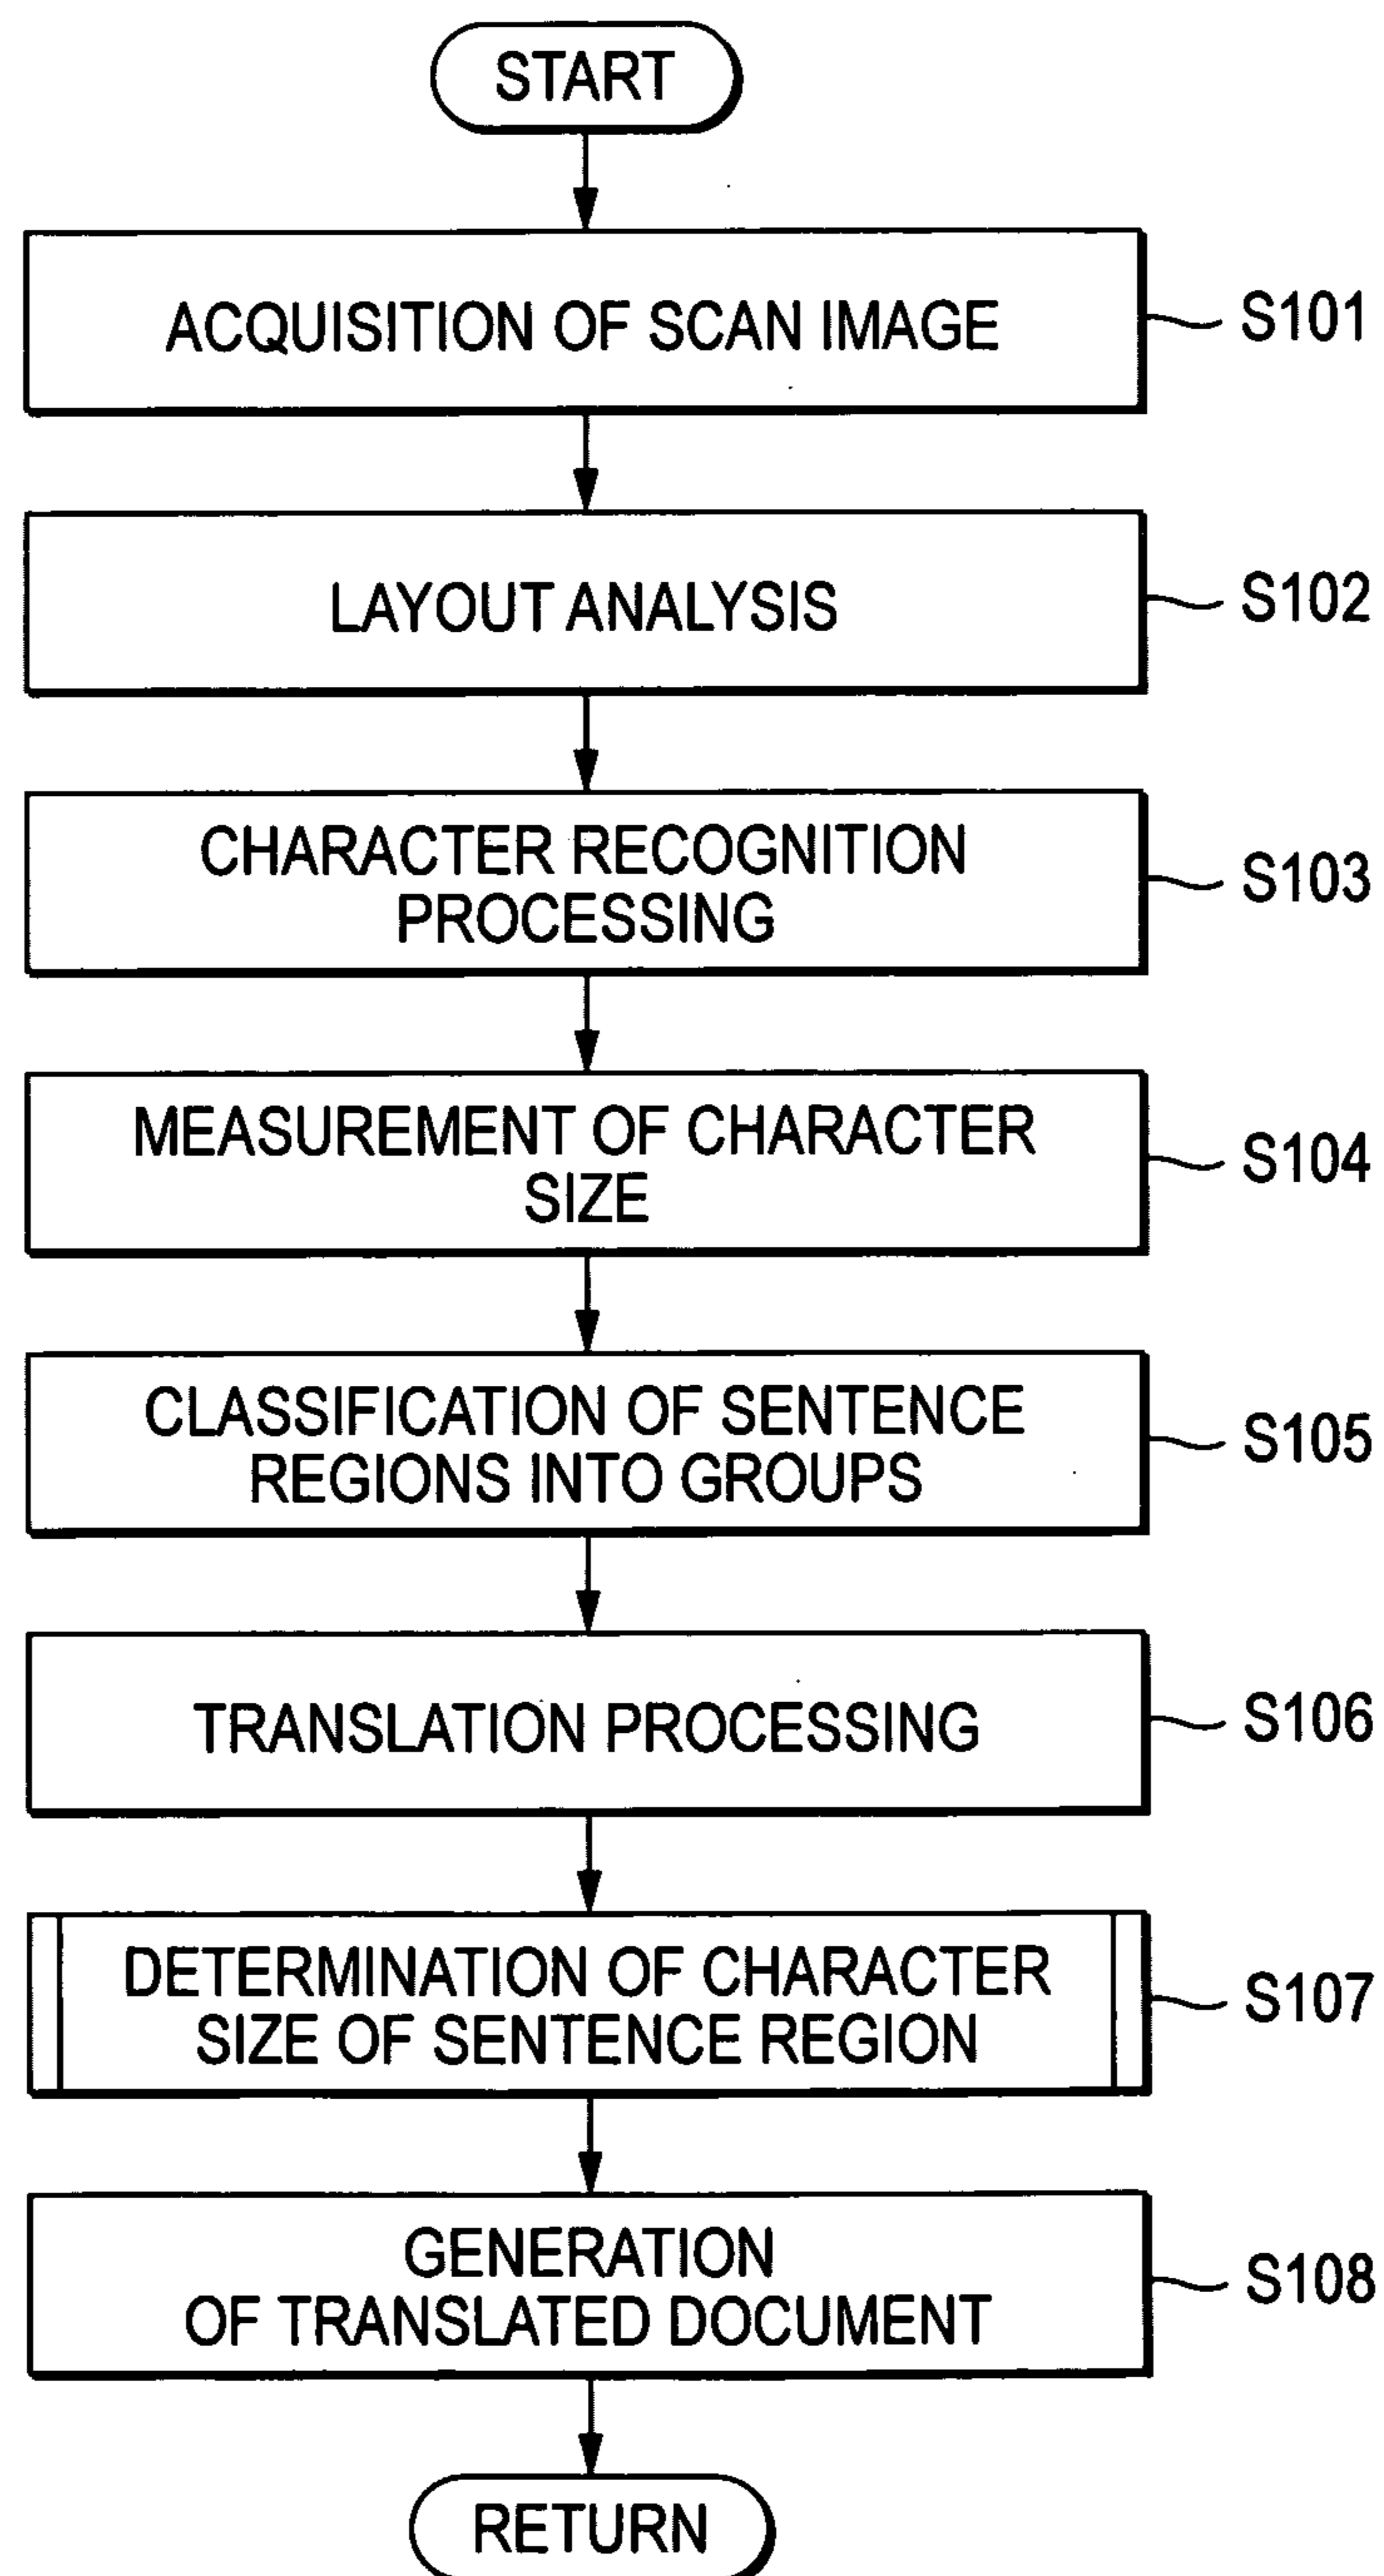 START
ACQUISITION OF SCAN IMAGE
S101
LAYOUT ANALYSIS
S102
CHARACTER RECOGNITION
PROCESSING
S103
MEASUREMENT OF CHARACTER
SIZE
S104
CLASSIFICATION OF SENTENCE
REGIONS INTO GROUPS
S105
TRANSLATION PROCESSING
S106
DETERMINATION OF CHARACTER
SIZE OF SENTENCE REGION
S107
GENERATION
OF TRANSLATED DOCUMENT
S108
RETURN